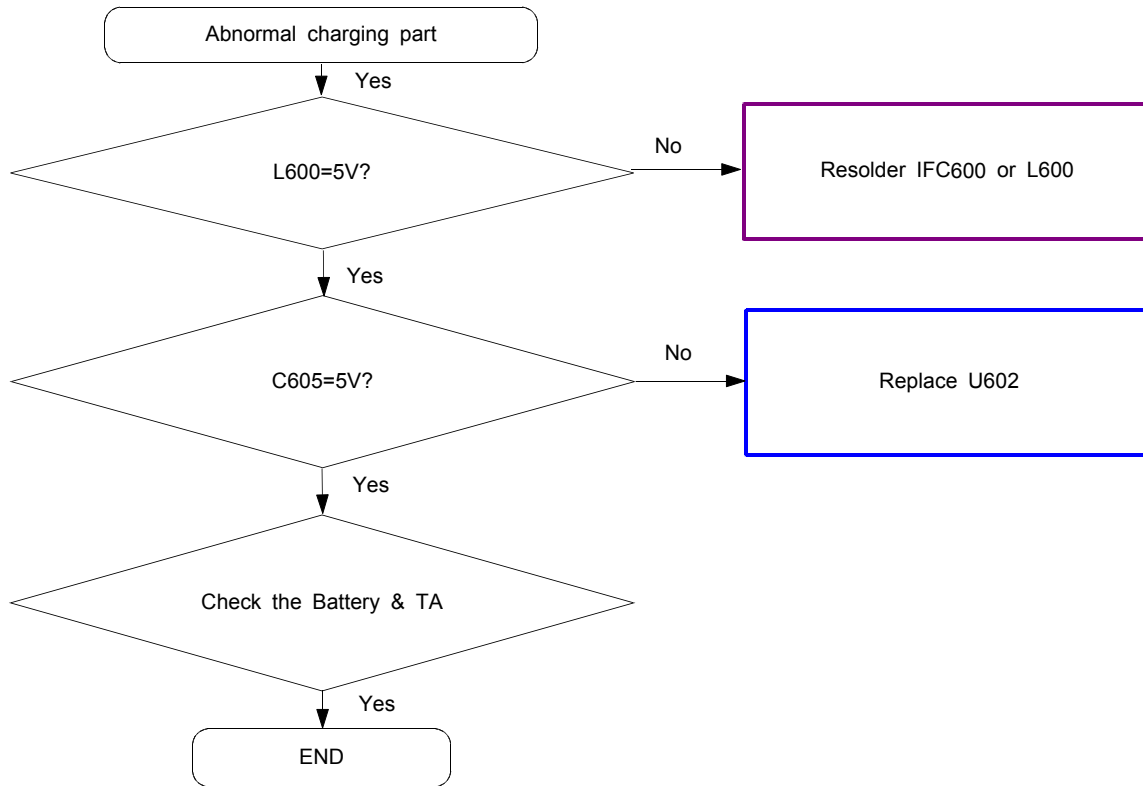 Abnormal charging part
Yes
L600=5V?
No
Resolder IFC600 or L600
Yes
C605=5V?
No
Replace U602
Yes
Check the Battery & TA
Yes
END